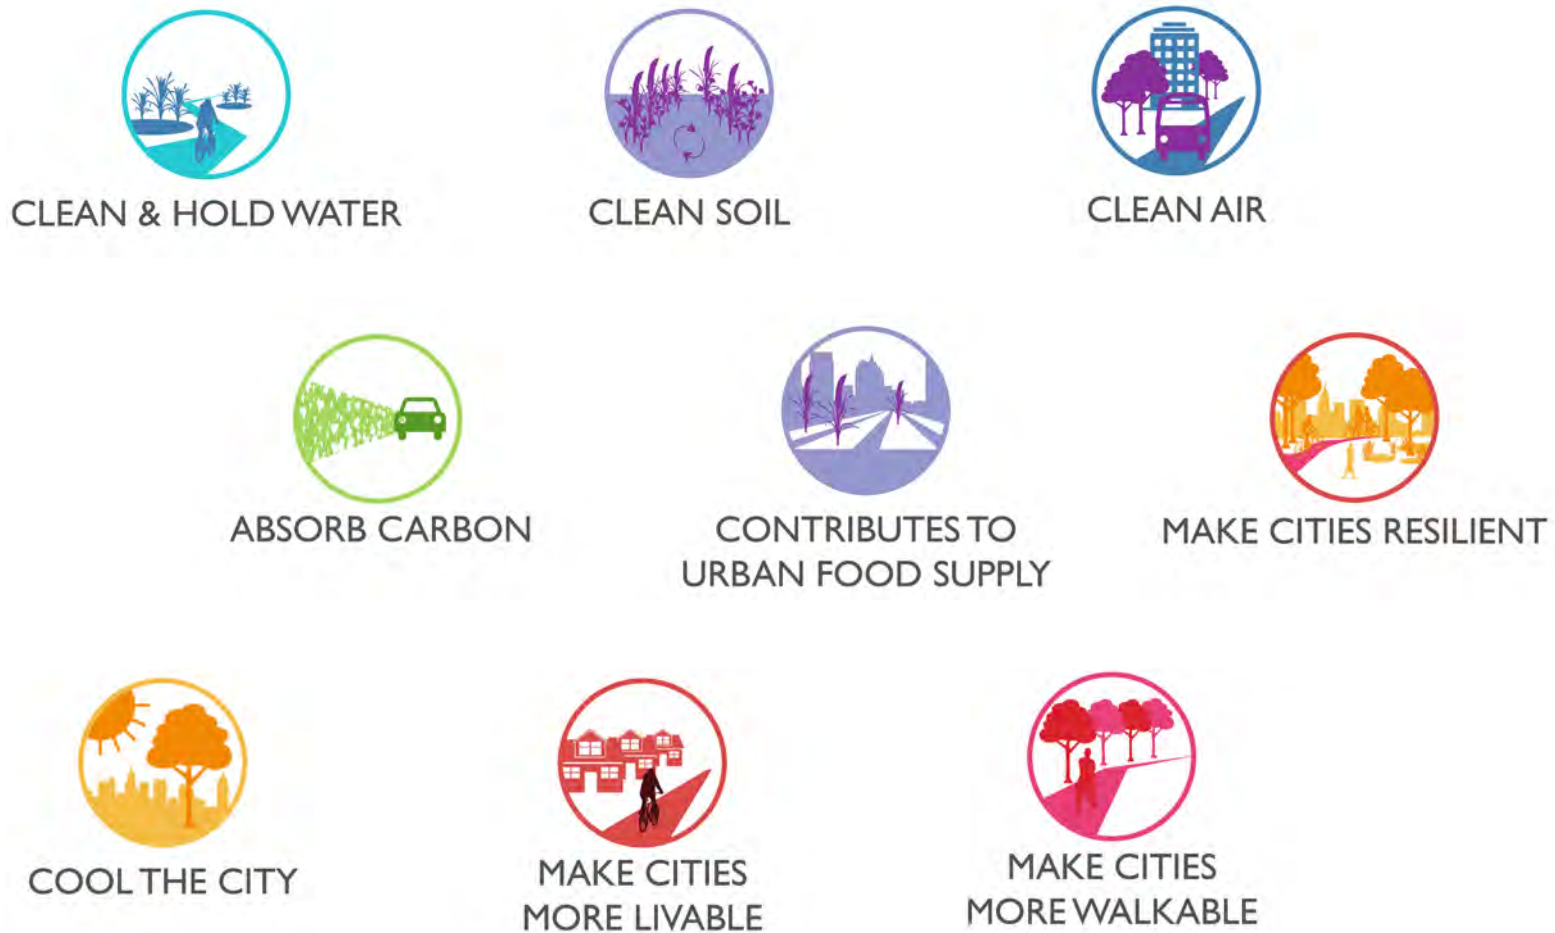 CLEAN & HOLD WATER
CLEAN SOIL
CLEAN AIR
ABSORB CARBON
CONTRIBUTES TO
URBAN FOOD SUPPLY
MAKE CITIES RESILIENT
COOL THE CITY
MAKE CITIES
MORE LIVABLE
MAKE CITIES
MORE WALKABLE